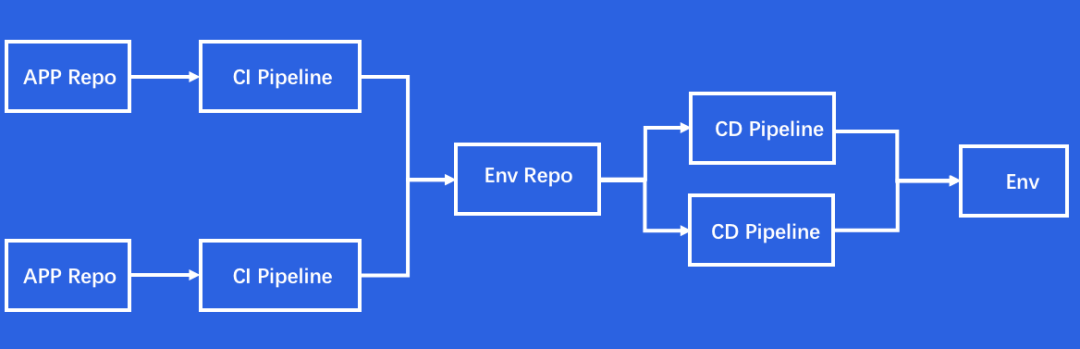 APP Repo
CI Pipeline
APP Repo
CI Pipeline
Env Repo
CD Pipeline
CD Pipeline
Env